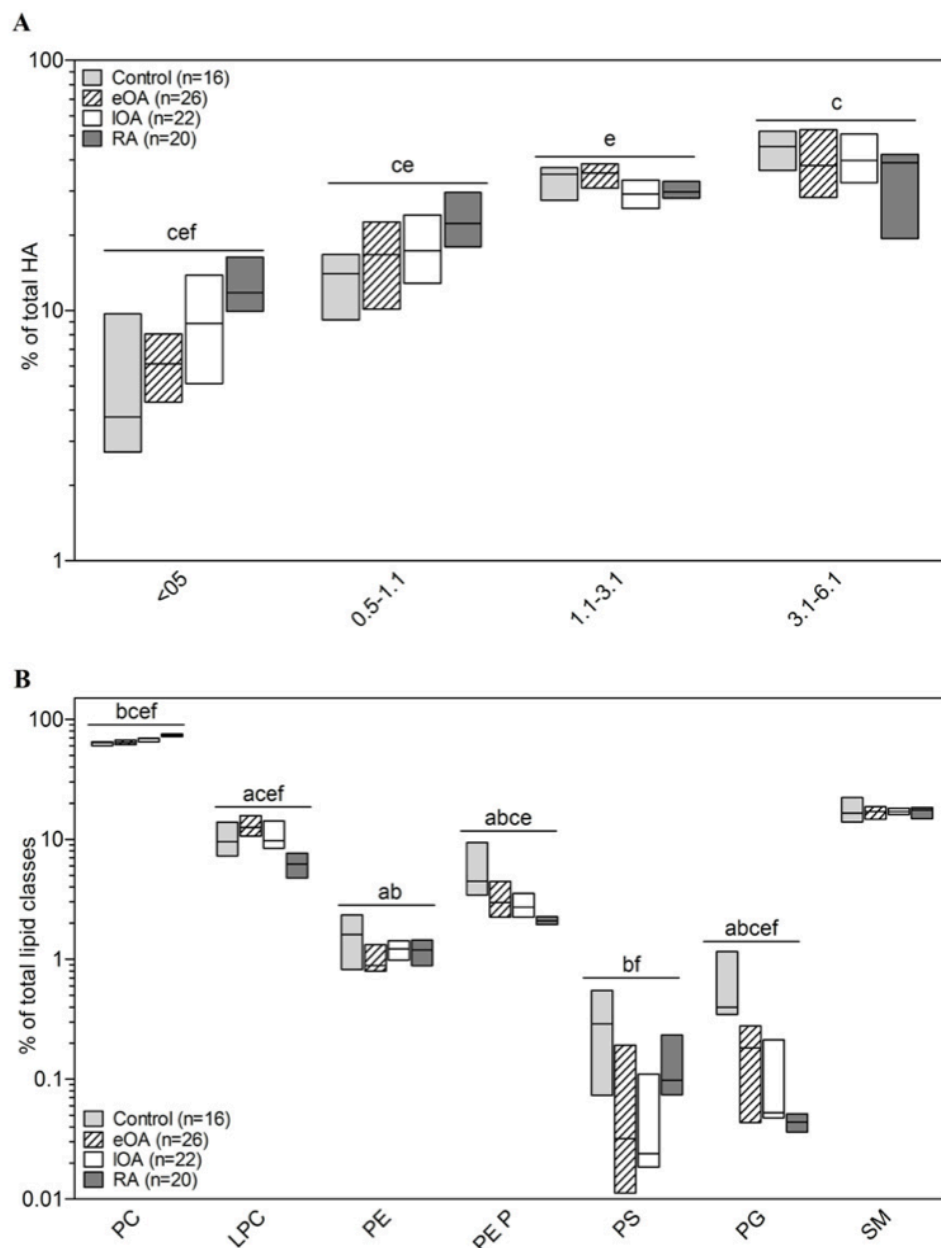 A
100
Control (n=16)
eOA (n=26)
lOA (n=22)
RA (n=20)
cef
ce
e
c
% of total HA
10
1
<05
0.5-1.1
1.1-3.1
3.1-6.1
B
100
bcef
acef
ab
abce
bf
abcef
% of total lipid classes
10
1
0.1
0.01
Control (n=16)
eOA (n=26)
lOA (n=22)
RA (n=20)
PC
LPC
PE
PE P
PS
PG
SM